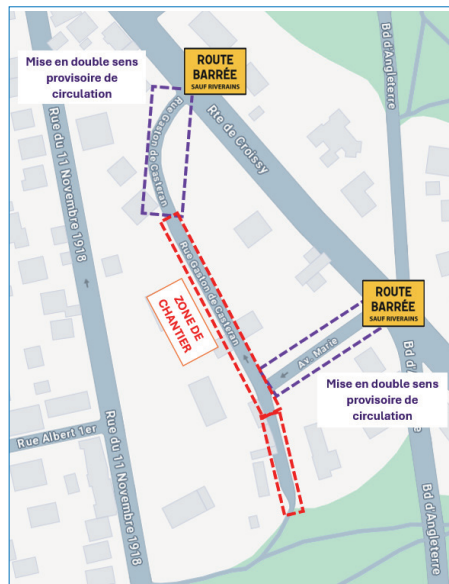 Mise en double sens
provisoire de
circulation
ROUTE
BARRÉE
SAUF RIVERAINS
Bd d'Angleterre
Rue Gaston de Casteran
Rte de Croissy
Rue du 11 Novembre 1918
Rue Gaston de Casteran
ZONE DE
CHANTIER
ROUTE
BARRÉE
SAUF RIVERAINS
Av. Marie
Bd d'A
Mise en double sens
provisoire de
circulation
Rue Albert 1er
Rue du 11 Novembre 1918
Bd d'Angleterre